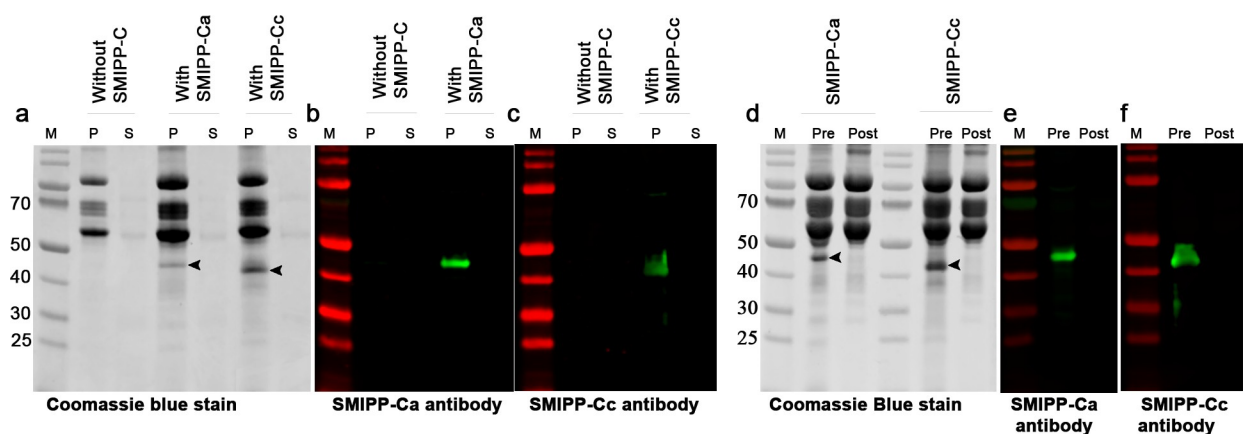 Without
SMIPP-C
With
SMIPP-Ca
With
SMIPP-Cc
Without
SMIPP-C
With
SMIPP-Ca
Without
SMIPP-C
With
SMIPP-Cc
SMIPP-Ca
SMIPP-Cc
a
M P S P S P S
b
P S P S
c
P S P S
d
M Pre Post Pre Post
e
M Pre Post
f
M Pre Post
70
50
40
30
25
70
50
40
30
25
Coomassie blue stain
SMIPP-Ca antibody
SMIPP-Cc antibody
Coomassie Blue stain
SMIPP-Ca
antibody
SMIPP-Cc
antibody